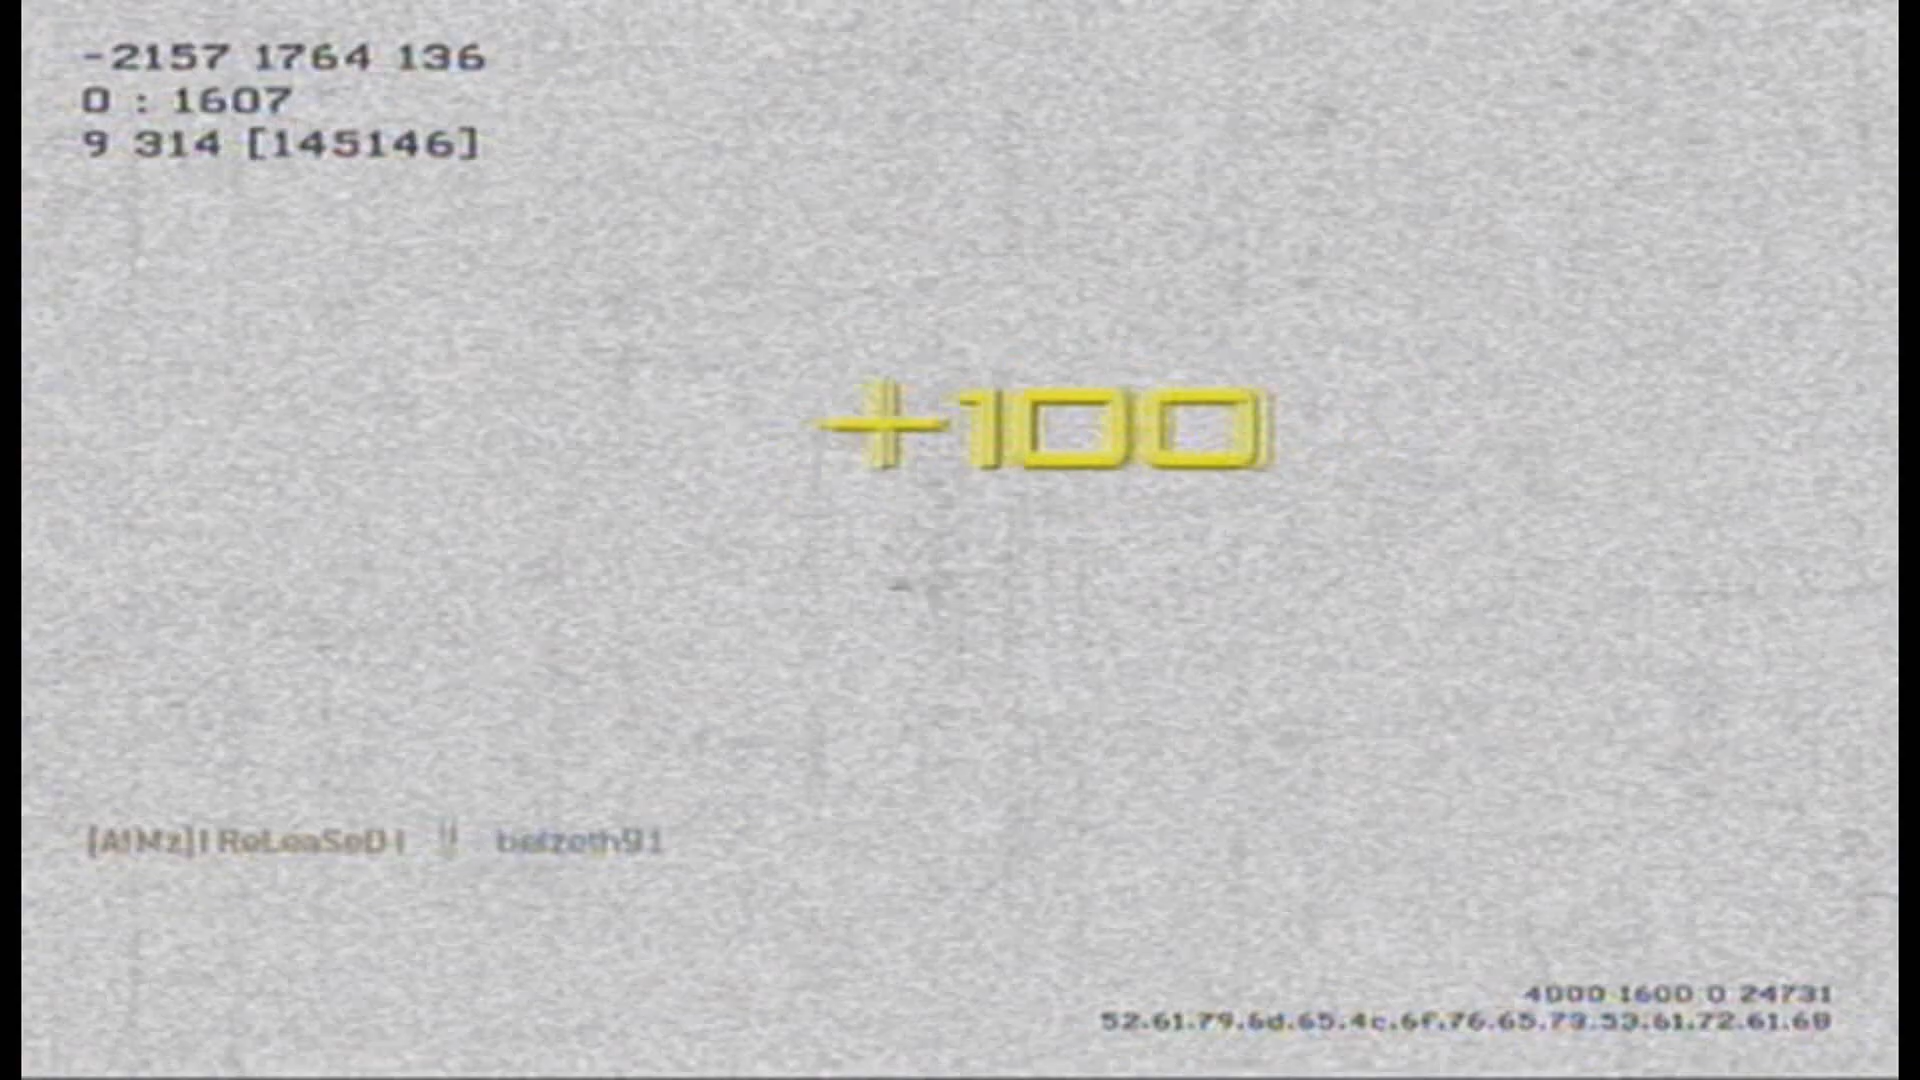 -2157 1764 136
0 : 1607
9 314 [145146]
+100
[A!Mz]I ReLeaSeD I belzeth91
4000 1600 0 24731
52.61.79.6d.65.4c.6f.76.65.73.53.61.72.61.68